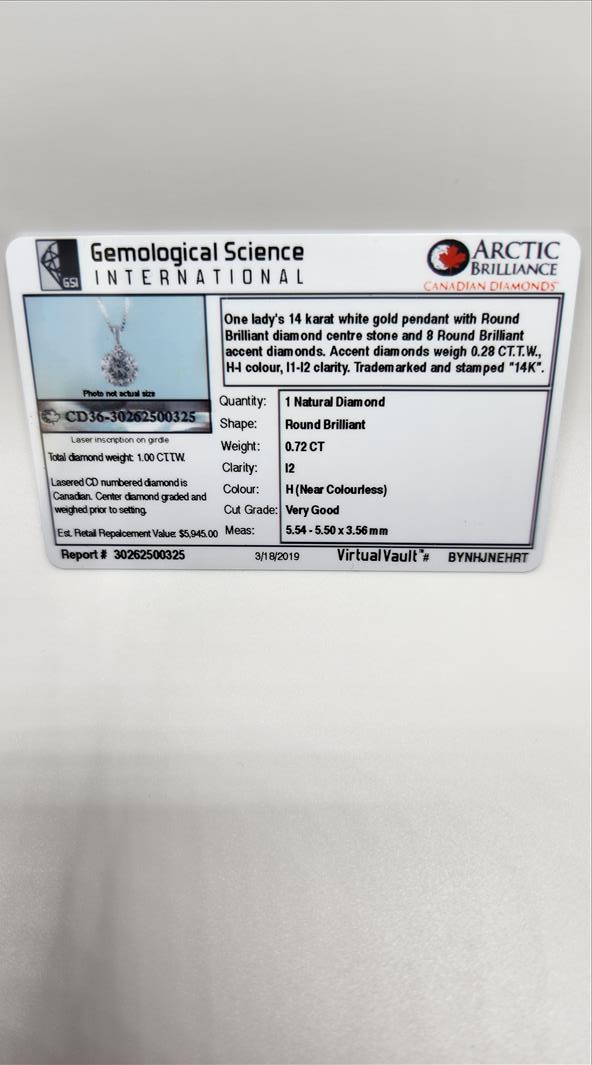 GSI
Gemological Science
INTERNATIONAL
ARCTIC
BRILLIANCE
CANADIAN DIAMONDS™
One lady's 14 karat white gold pendant with Round
Brilliant diamond centre stone and 8 Round Brilliant
accent diamonds. Accent diamonds weigh 0.28 CT.T.W.,
H-I colour, I1-I2 clarity. Trademarked and stamped "14K".
Photo not actual size
CD36-30262500325
Laser inscription on girdle
Total diamond weight: 1.00 CTTW.
Lasered CD numbered diamond is
Canadian. Center diamond graded and
weighed prior to setting.
Est. Retail Repalcement Value: $5,945.00
Quantity: 1 Natural Diamond
Shape: Round Brilliant
Weight: 0.72 CT
Clarity: I2
Colour: H (Near Colourless)
Cut Grade: Very Good
Meas: 5.54 - 5.50 x 3.56 mm
Report # 30262500325 3/18/2019 VirtualVault™# BYNHJNEHRT